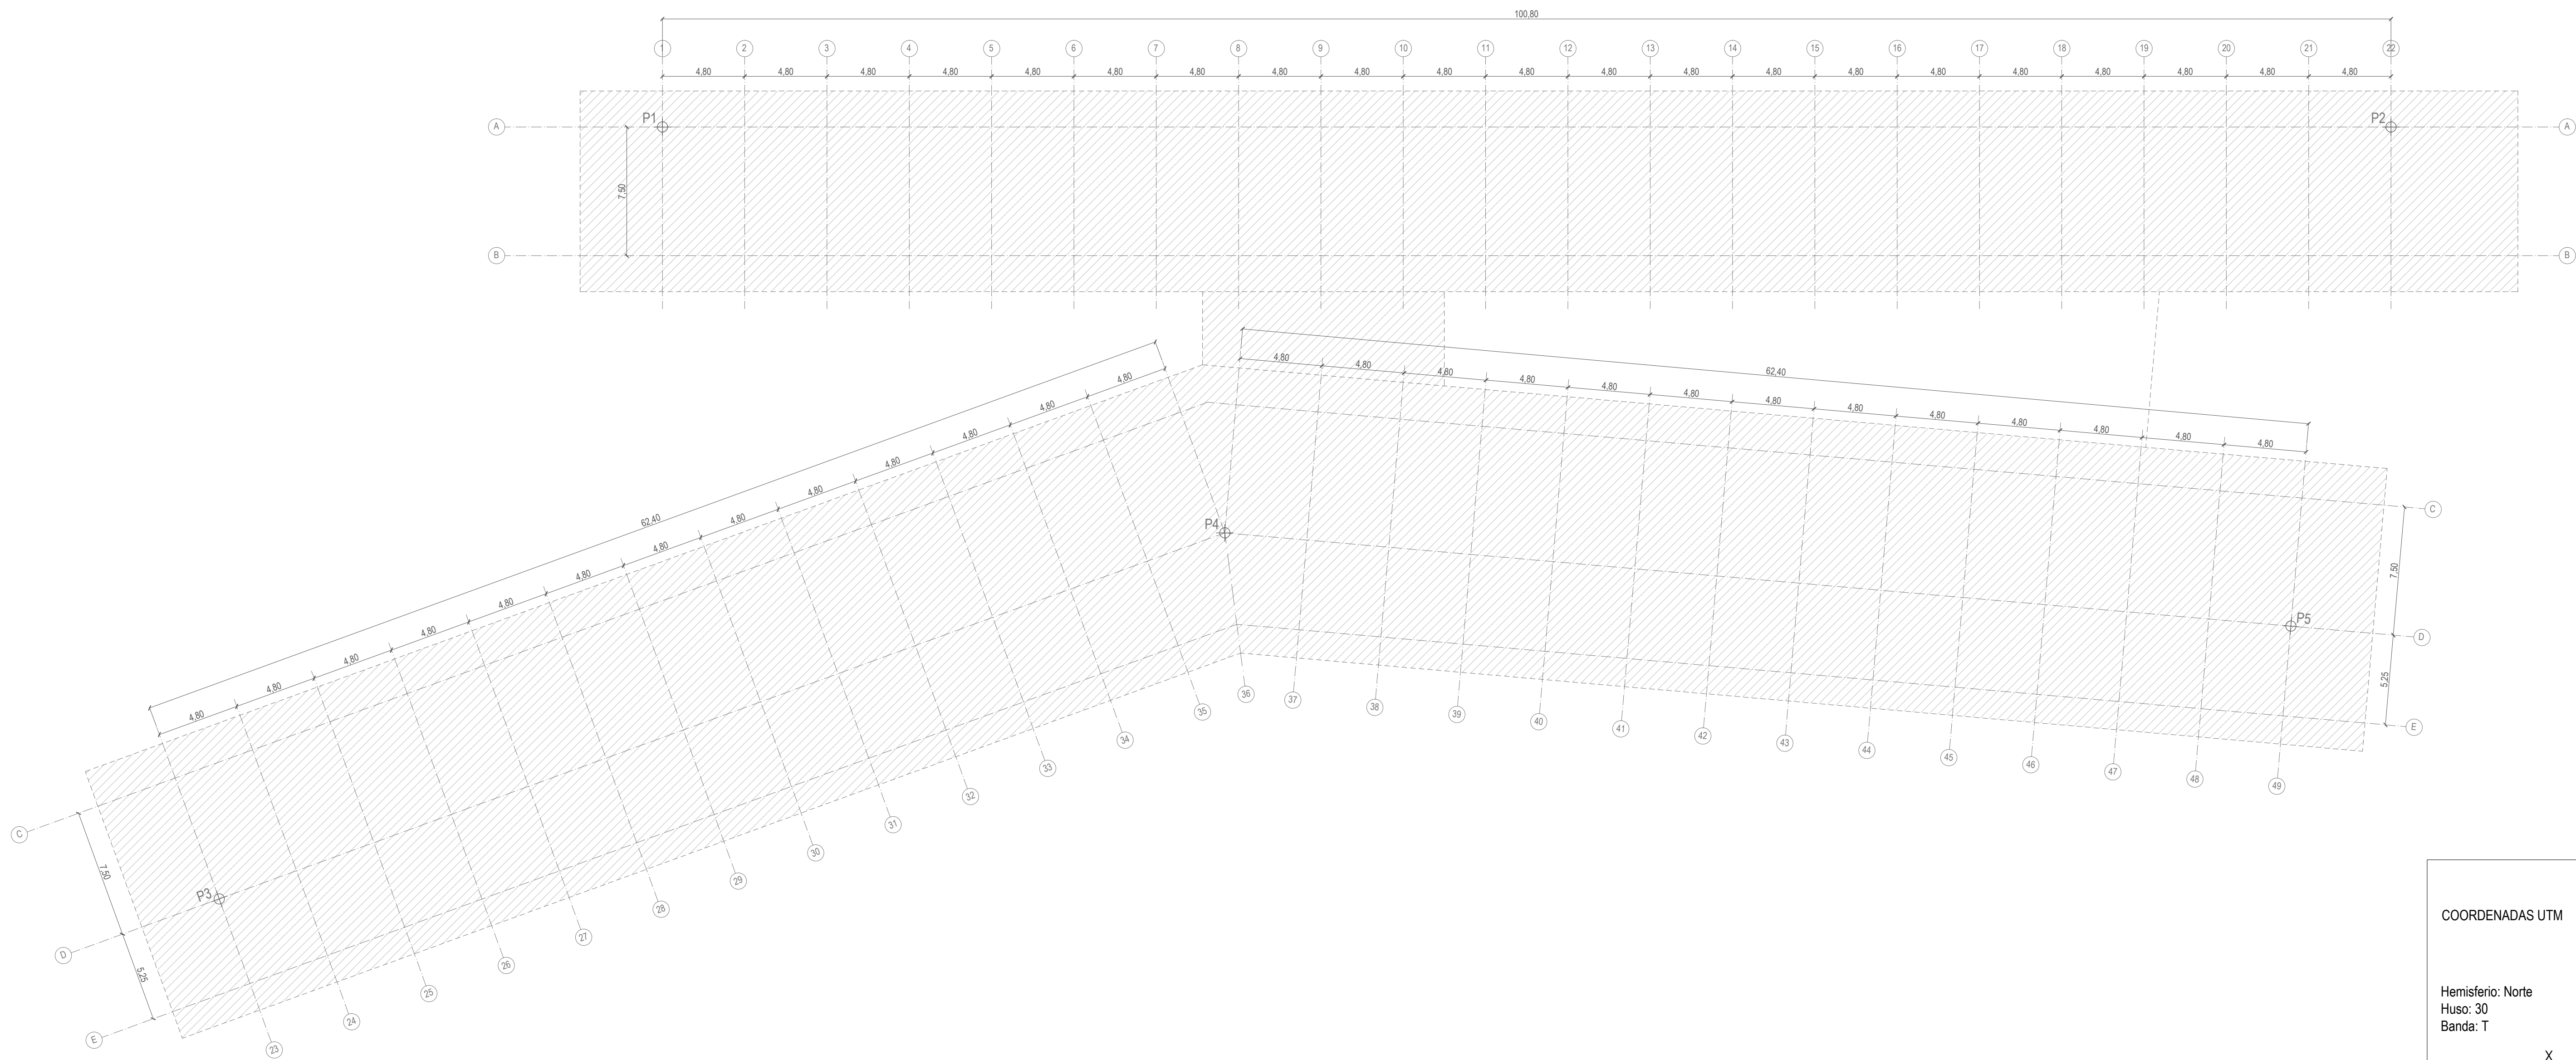 100,80
1 2 3 4 5 6 7 8 9 10 11 12 13 14 15 16 17 18 19 20 21 22
4,80 4,80 4,80 4,80 4,80 4,80 4,80 4,80 4,80 4,80 4,80 4,80 4,80 4,80 4,80 4,80 4,80 4,80 4,80 4,80 4,80
P1 P2
A A
7,50
B B
62,40
4,80 4,80 4,80 4,80 4,80 4,80 4,80 4,80 4,80 4,80 4,80 4,80 4,80
62,40
4,80 4,80 4,80 4,80 4,80 4,80 4,80 4,80 4,80 4,80 4,80 4,80 4,80
C
P4
7,50
P5
D
5,25
E
36 37 38 39 40 41 42 43 44 45 46 47 48 49
C
7,50
P3
D
5,25
E
23 24 25 26 27 28 29 30 31 32 33 34 35
COORDENADAS UTM
Hemisferio: Norte
Huso: 30
Banda: T
X